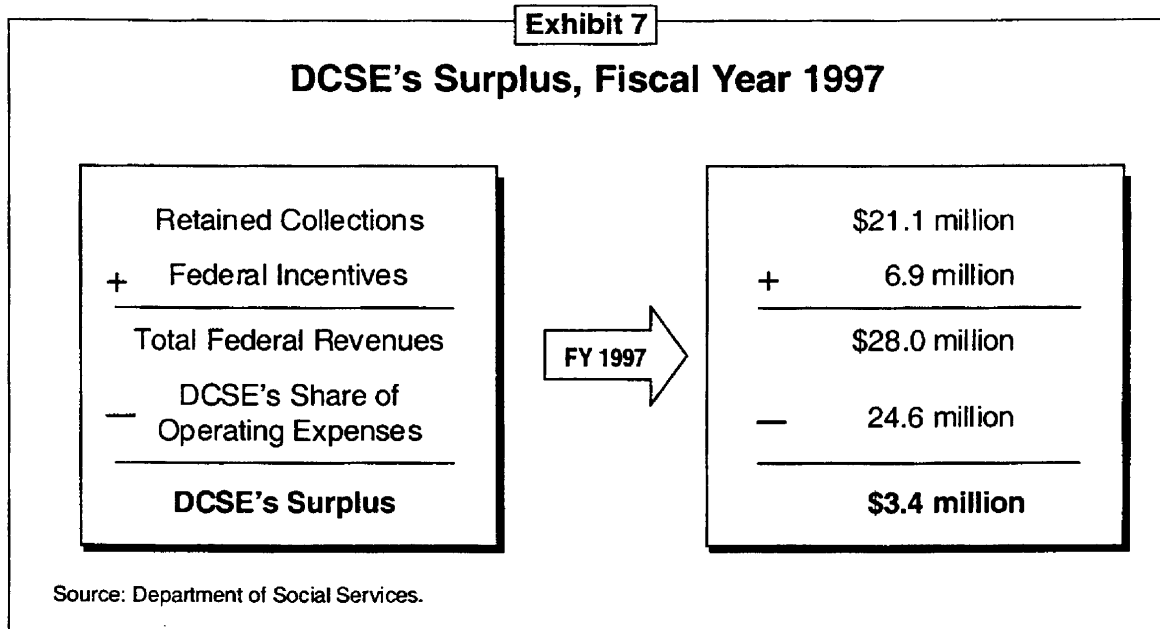 Exhibit 7
DCSE's Surplus, Fiscal Year 1997
Retained Collections
+ Federal Incentives
Total Federal Revenues
— DCSE's Share of
Operating Expenses
DCSE's Surplus
FY 1997
$21.1 million
+ 6.9 million
$28.0 million
— 24.6 million
$3.4 million
Source: Department of Social Services.